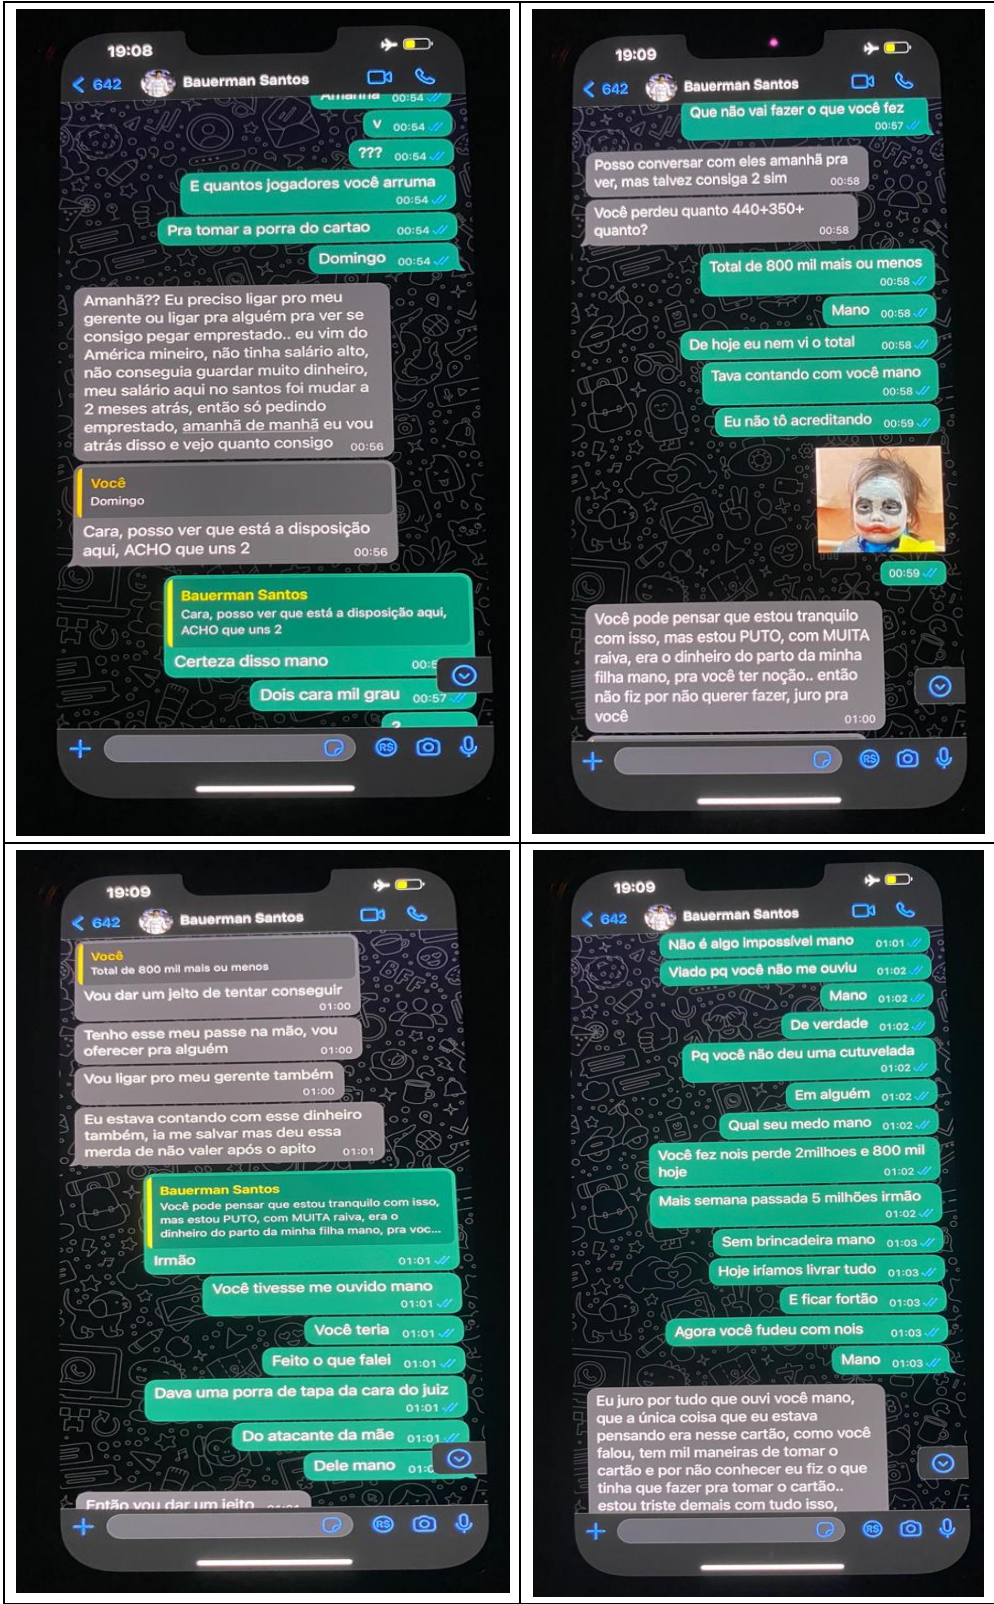 19:08
642
Bauerman Santos
Amanhã 00:54
V 00:54
??? 00:54
E quantos jogadores você arruma
00:54
Pra tomar a porra do cartao 00:54
Domingo 00:54
Amanhã?? Eu preciso ligar pro meu
gerente ou ligar pra alguém pra ver se
consigo pegar emprestado.. eu vim do
América mineiro, não tinha salário alto,
não conseguia guardar muito dinheiro,
meu salário aqui no santos foi mudar a
2 meses atrás, então só pedindo
emprestado, amanhã de manhã eu vou
atrás disso e vejo quanto consigo 00:56
Você
Domingo
Cara, posso ver que está a disposição
aqui, ACHO que uns 2 00:56
Bauerman Santos
Cara, posso ver que está a disposição aqui,
ACHO que uns 2
Certeza disso mano
Dois cara mil grau 00:57
?
R$
19:09
642
Bauerman Santos
Que não vai fazer o que você fez
00:57
Posso conversar com eles amanhã pra
ver, mas talvez consiga 2 sim 00:58
Você perdeu quanto 440+350+
quanto? 00:58
Total de 800 mil mais ou menos
00:58
Mano 00:58
De hoje eu nem vi o total 00:58
Tava contando com você mano
00:58
Eu não tô acreditando 00:59
00:59
Você pode pensar que estou tranquilo
com isso, mas estou PUTO, com MUITA
raiva, era o dinheiro do parto da minha
filha mano, pra você ter noção.. então
não fiz por não querer fazer, juro pra
você 01:00
R$
19:09
642
Bauerman Santos
Você
Total de 800 mil mais ou menos
Vou dar um jeito de tentar conseguir
01:00
Tenho esse meu passe na mão, vou
oferecer pra alguém 01:00
Vou ligar pro meu gerente também
01:00
Eu estava contando com esse dinheiro
também, ia me salvar mas deu essa
merda de não valer após o apito 01:01
Bauerman Santos
Você pode pensar que estou tranquilo com isso,
mas estou PUTO, com MUITA raiva, era o
dinheiro do parto da minha filha mano, pra voc...
Irmão 01:01
Você tivesse me ouvido mano
01:01
Você teria 01:01
Feito o que falei 01:01
Dava uma porra de tapa da cara do juiz
01:01
Do atacante da mãe 01:01
Dele mano
Então vou dar um jeito
R$
19:09
642
Bauerman Santos
Não é algo impossível mano 01:01
Viado pq você não me ouviu 01:02
Mano 01:02
De verdade 01:02
Pq você não deu uma cutuvelada
01:02
Em alguém 01:02
Qual seu medo mano 01:02
Você fez nois perde 2milhoes e 800 mil
hoje 01:02
Mais semana passada 5 milhões irmão
01:02
Sem brincadeira mano 01:03
Hoje iríamos livrar tudo 01:03
E ficar fortão 01:03
Agora você fudeu com nois 01:03
Mano 01:03
Eu juro por tudo que ouvi você mano,
que a única coisa que eu estava
pensando era nesse cartão, como você
falou, tem mil maneiras de tomar o
cartão e por não conhecer eu fiz o que
tinha que fazer pra tomar o cartão..
estou triste demais com tudo isso,
R$